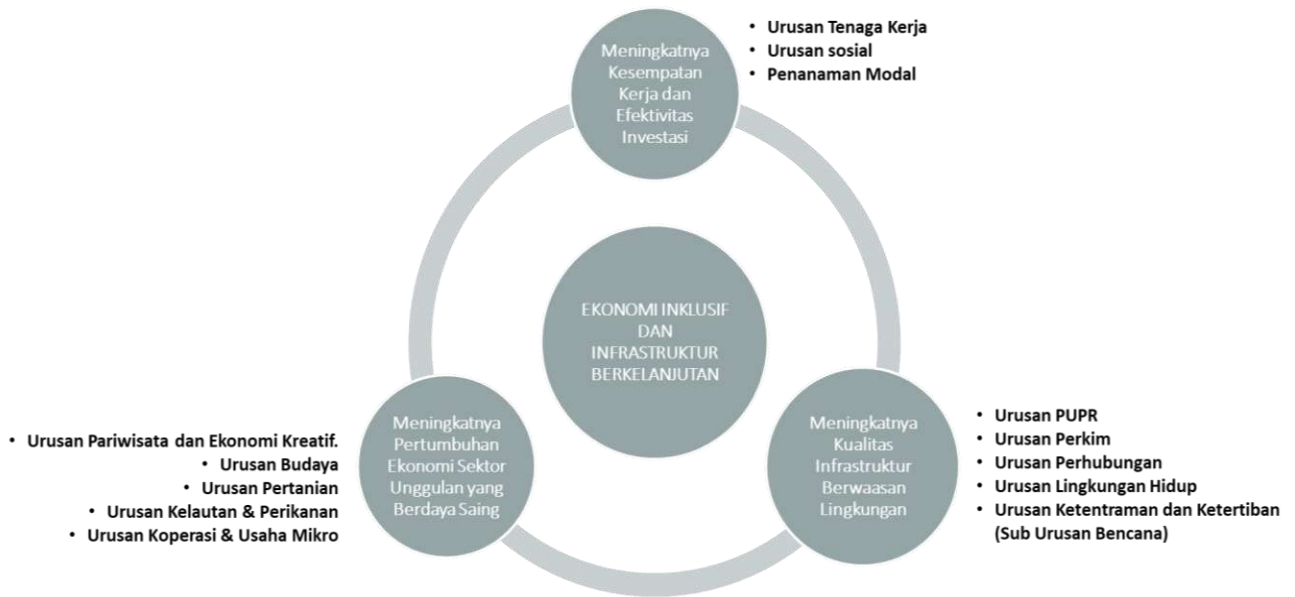 Meningkatnya
Kesempatan
Kerja dan
Efektivitas
Investasi
• Urusan Tenaga Kerja
• Urusan sosial
• Penanaman Modal
EKONOMI INKLUSIF
DAN
INFRASTRUKTUR
BERKELANJUTAN
Meningkatnya
Pertumbuhan
Ekonomi Sektor
Unggulan yang
Berdaya Saing
• Urusan Pariwisata dan Ekonomi Kreatif.
• Urusan Budaya
• Urusan Pertanian
• Urusan Kelautan & Perikanan
• Urusan Koperasi & Usaha Mikro
Meningkatnya
Kualitas
Infrastruktur
Berwaasan
Lingkungan
• Urusan PUPR
• Urusan Perkim
• Urusan Perhubungan
• Urusan Lingkungan Hidup
• Urusan Ketentraman dan Ketertiban
(Sub Urusan Bencana)